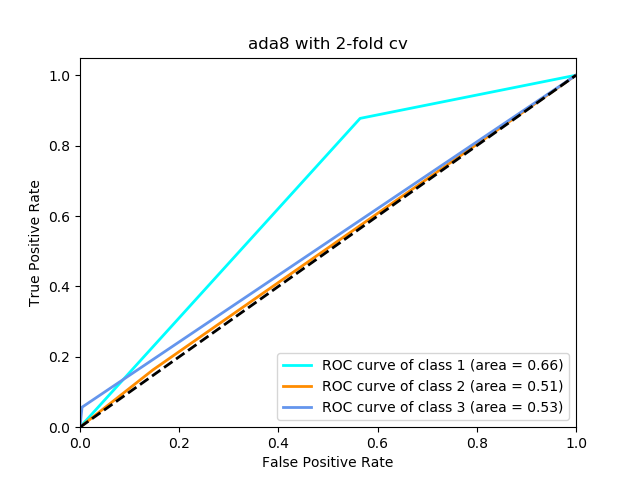 ada8 with 2-fold cv
1.0
0.8
0.6
0.4
0.2
0.0
True Positive Rate
ROC curve of class 1 (area = 0.66)
ROC curve of class 2 (area = 0.51)
ROC curve of class 3 (area = 0.53)
0.0 0.2 0.4 0.6 0.8 1.0
False Positive Rate